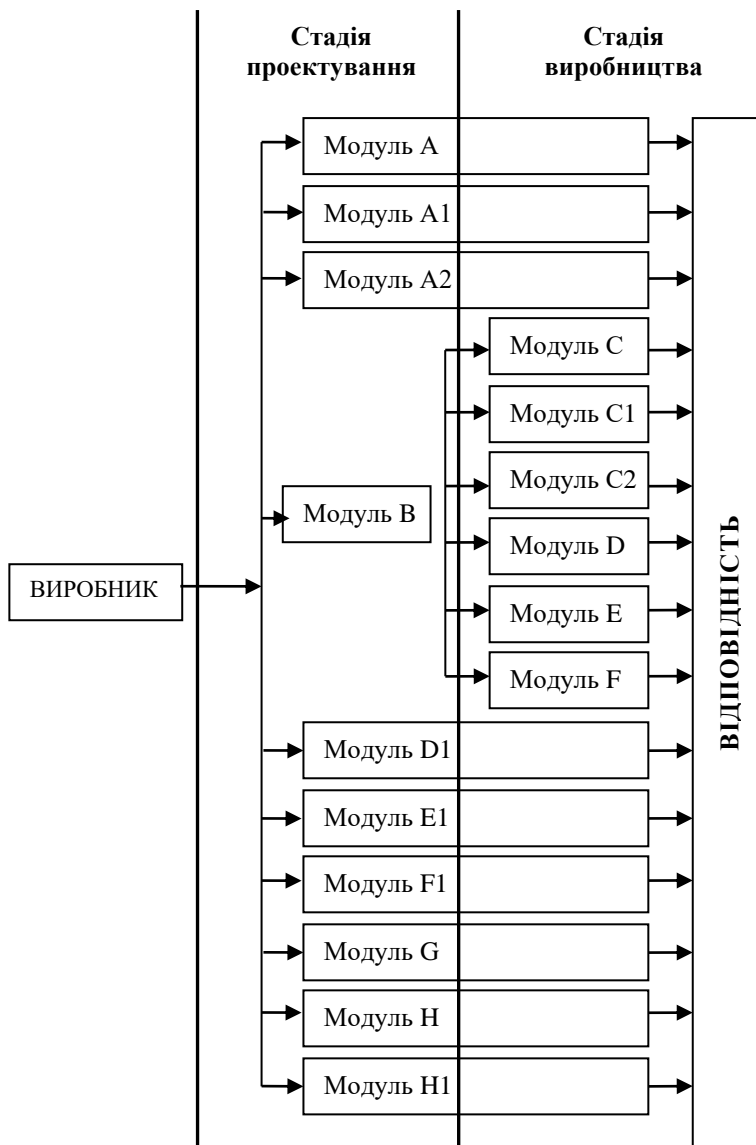 Стадія
проектування
Стадія
виробництва
Модуль A
Модуль A1
Модуль A2
Модуль C
Модуль C1
Модуль C2
Модуль B
Модуль D
ВИРОБНИК
Модуль E
Модуль F
ВІДПОВІДНІСТЬ
Модуль D1
Модуль E1
Модуль F1
Модуль G
Модуль H
Модуль H1